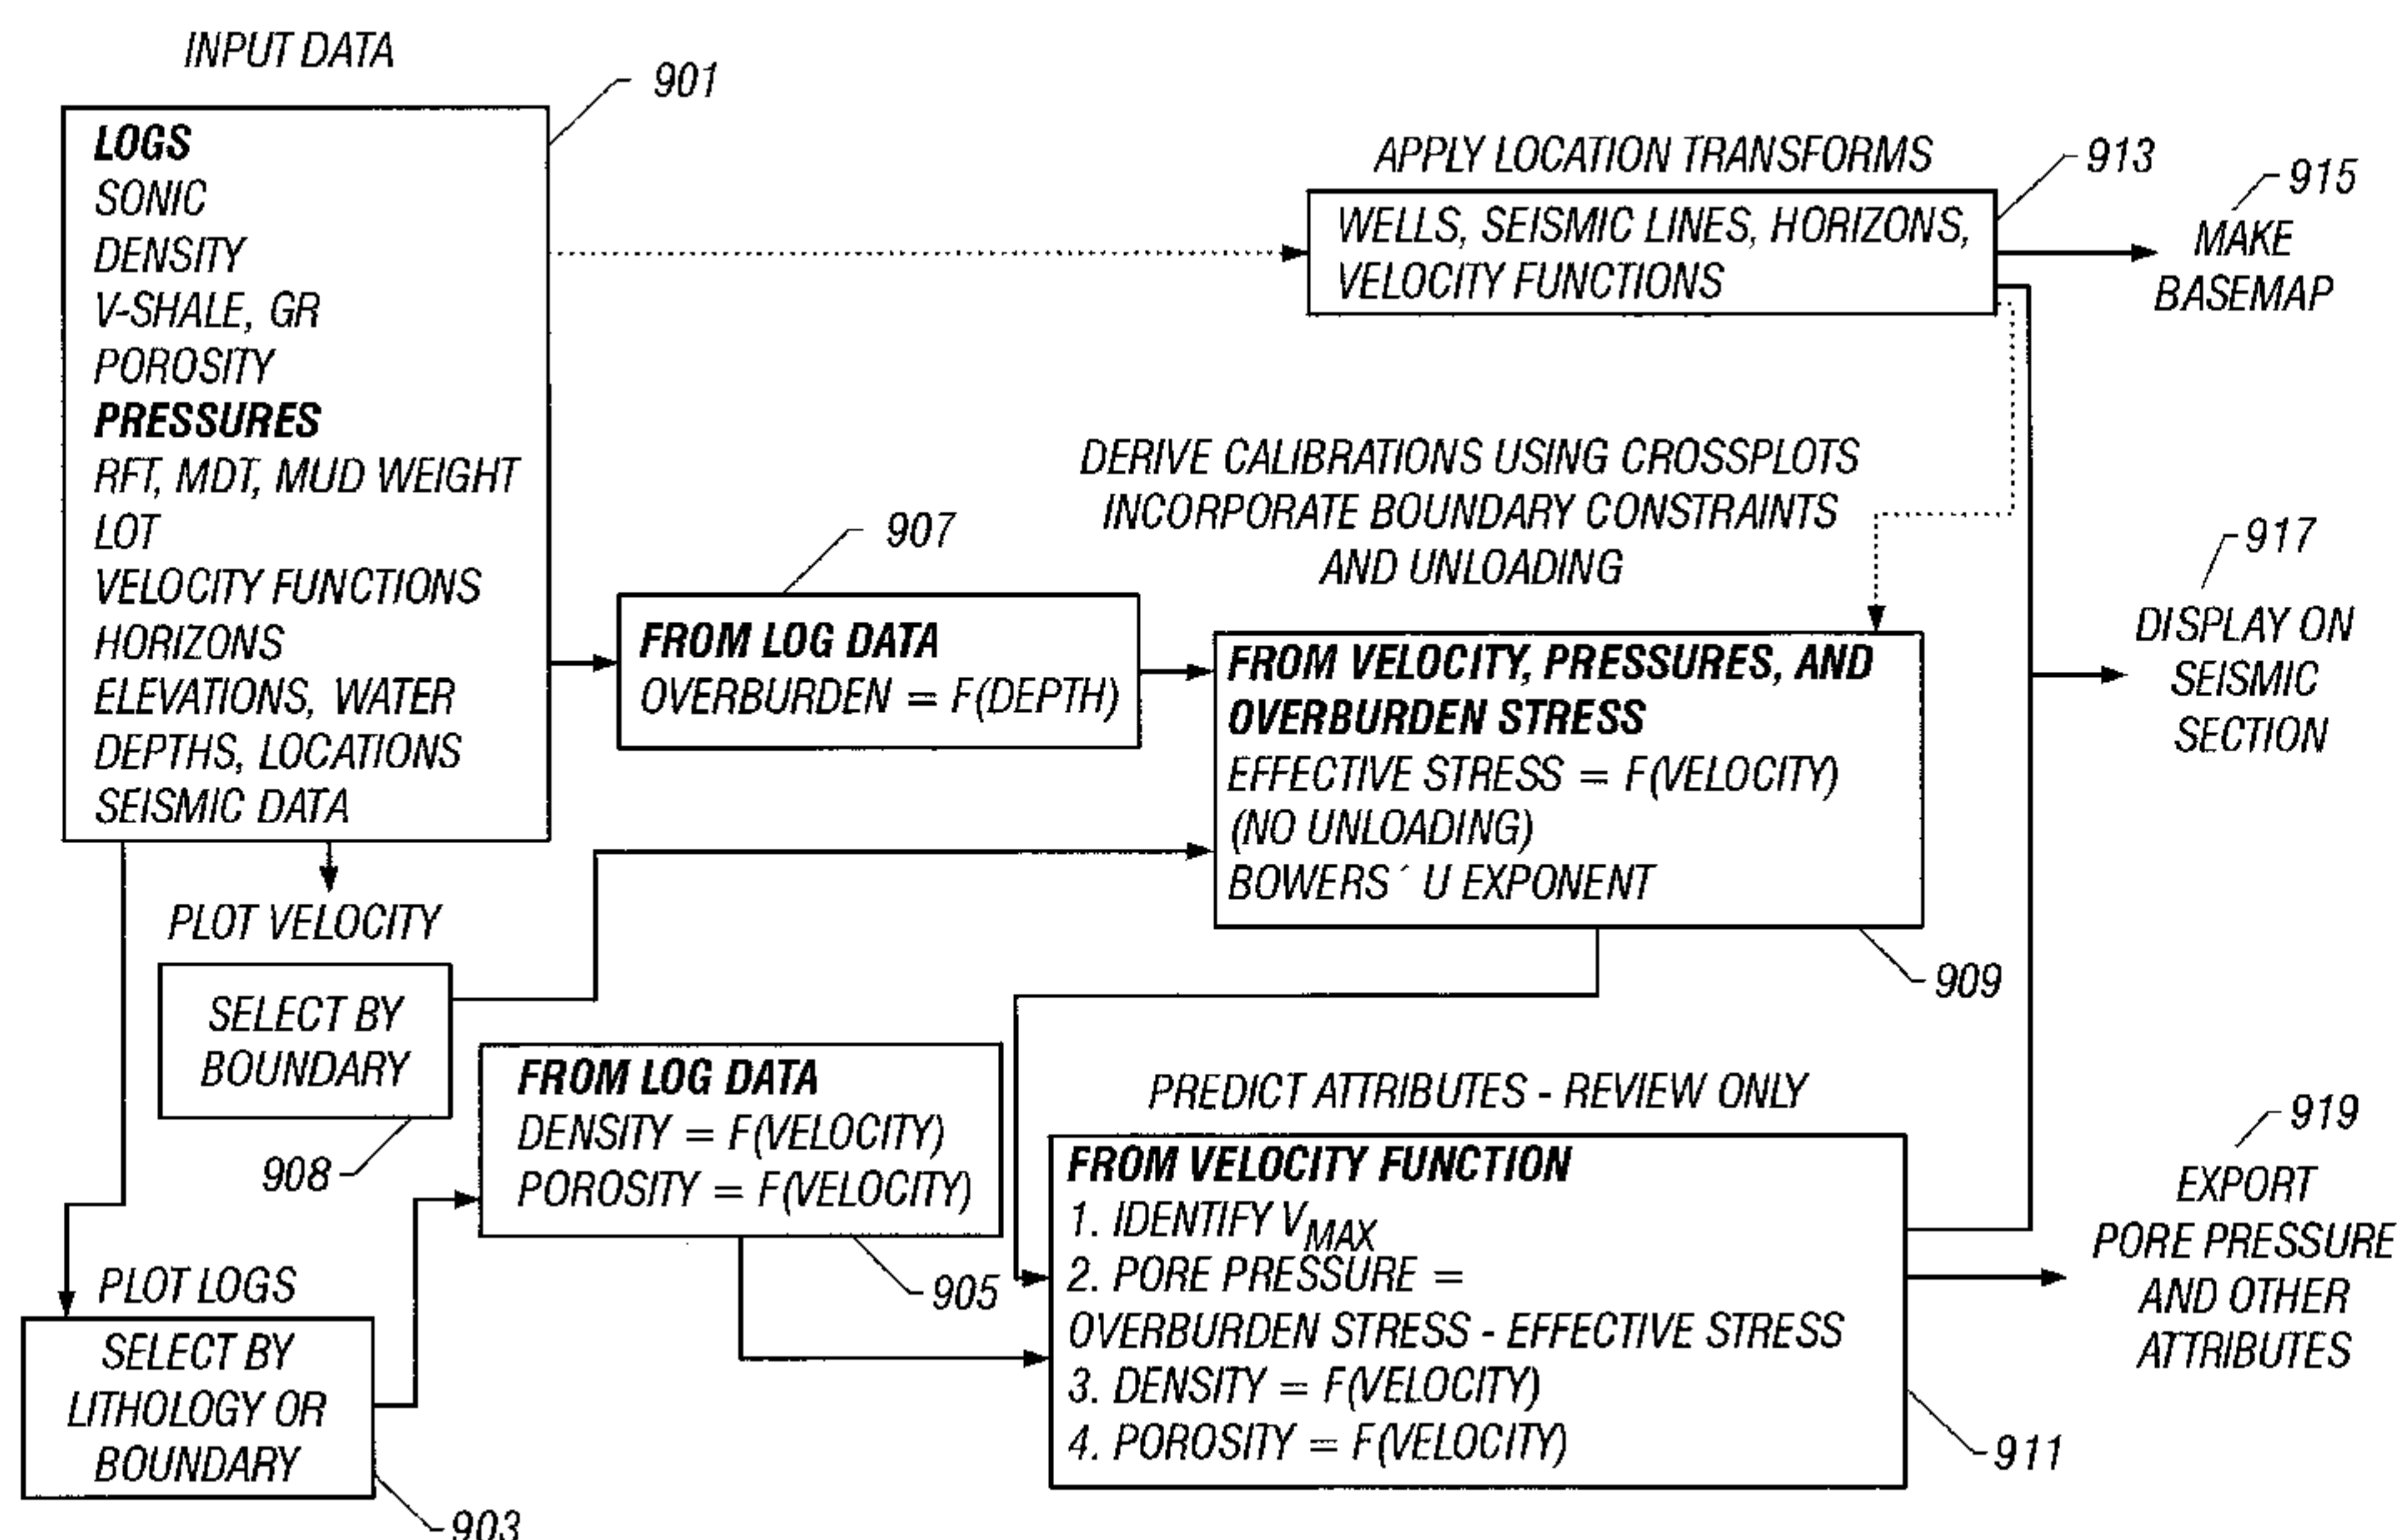 INPUT DATA
901
LOGS
SONIC
DENSITY
V-SHALE, GR
POROSITY
PRESSURES
RFT, MDT, MUD WEIGHT
LOT
VELOCITY FUNCTIONS
HORIZONS
ELEVATIONS, WATER
DEPTHS, LOCATIONS
SEISMIC DATA
APPLY LOCATION TRANSFORMS
913
WELLS, SEISMIC LINES, HORIZONS,
VELOCITY FUNCTIONS
915
MAKE
BASEMAP
907
FROM LOG DATA
OVERBURDEN = F(DEPTH)
DERIVE CALIBRATIONS USING CROSSPLOTS
INCORPORATE BOUNDARY CONSTRAINTS
AND UNLOADING
FROM VELOCITY, PRESSURES, AND
OVERBURDEN STRESS
EFFECTIVE STRESS = F(VELOCITY)
(NO UNLOADING)
BOWERS´ U EXPONENT
909
917
DISPLAY ON
SEISMIC
SECTION
PLOT VELOCITY
SELECT BY
BOUNDARY
908
FROM LOG DATA
DENSITY = F(VELOCITY)
POROSITY = F(VELOCITY)
905
PLOT LOGS
SELECT BY
LITHOLOGY OR
BOUNDARY
903
PREDICT ATTRIBUTES - REVIEW ONLY
FROM VELOCITY FUNCTION
1. IDENTIFY VMAX
2. PORE PRESSURE =
OVERBURDEN STRESS - EFFECTIVE STRESS
3. DENSITY = F(VELOCITY)
4. POROSITY = F(VELOCITY)
911
919
EXPORT
PORE PRESSURE
AND OTHER
ATTRIBUTES